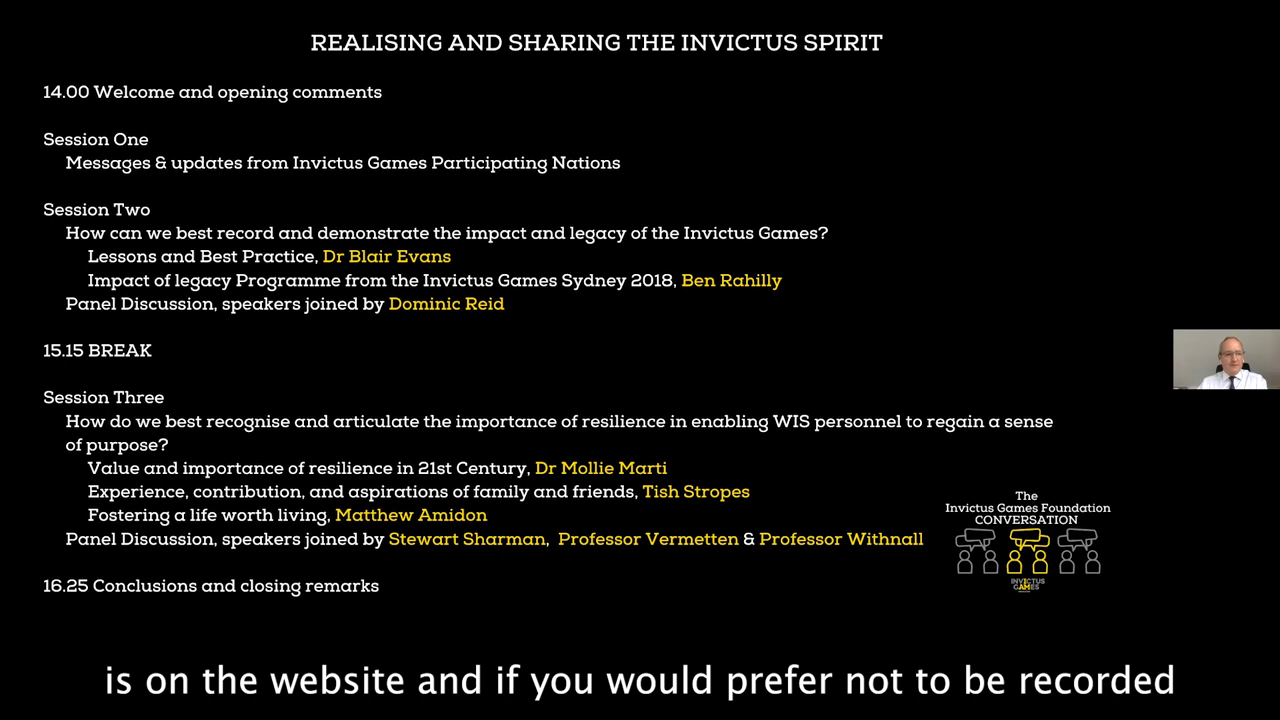 REALISING AND SHARING THE INVICTUS SPIRIT
14.00 Welcome and opening comments
Session One
Messages & updates from Invictus Games Participating Nations
Session Two
How can we best record and demonstrate the impact and legacy of the Invictus Games?
Lessons and Best Practice, Dr Blair Evans
Impact of legacy Programme from the Invictus Games Sydney 2018, Ben Rahilly
Panel Discussion, speakers joined by Dominic Reid
15.15 BREAK
Session Three
How do we best recognise and articulate the importance of resilience in enabling WIS personnel to regain a sense
of purpose?
Value and importance of resilience in 21st Century, Dr Mollie Marti
Experience, contribution, and aspirations of family and friends, Tish Stropes
Fostering a life worth living, Matthew Amidon
Panel Discussion, speakers joined by Stewart Sharman, Professor Vermetten & Professor Withnall
16.25 Conclusions and closing remarks
The
Invictus Games Foundation
CONVERSATION
INVICTUS
GAMES
is on the website and if you would prefer not to be recorded